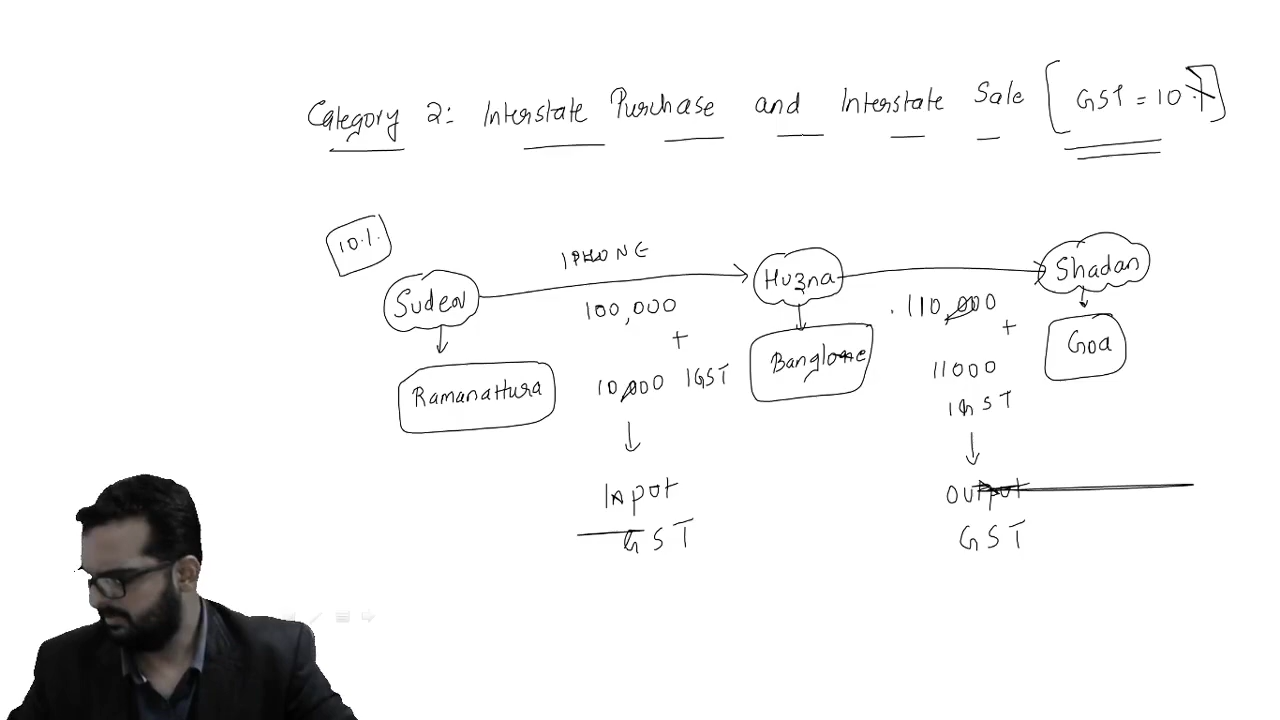 Category 2: Interstate Purchase and Interstate Sale [GST = 10%]
10%
IPHONE
Sudev
Huzna
Shadan
100,000
110,000
+
+
Ramanattura
Banglore
Goa
10,000 IGST
11000
IGST
Input
Output
GST
GST